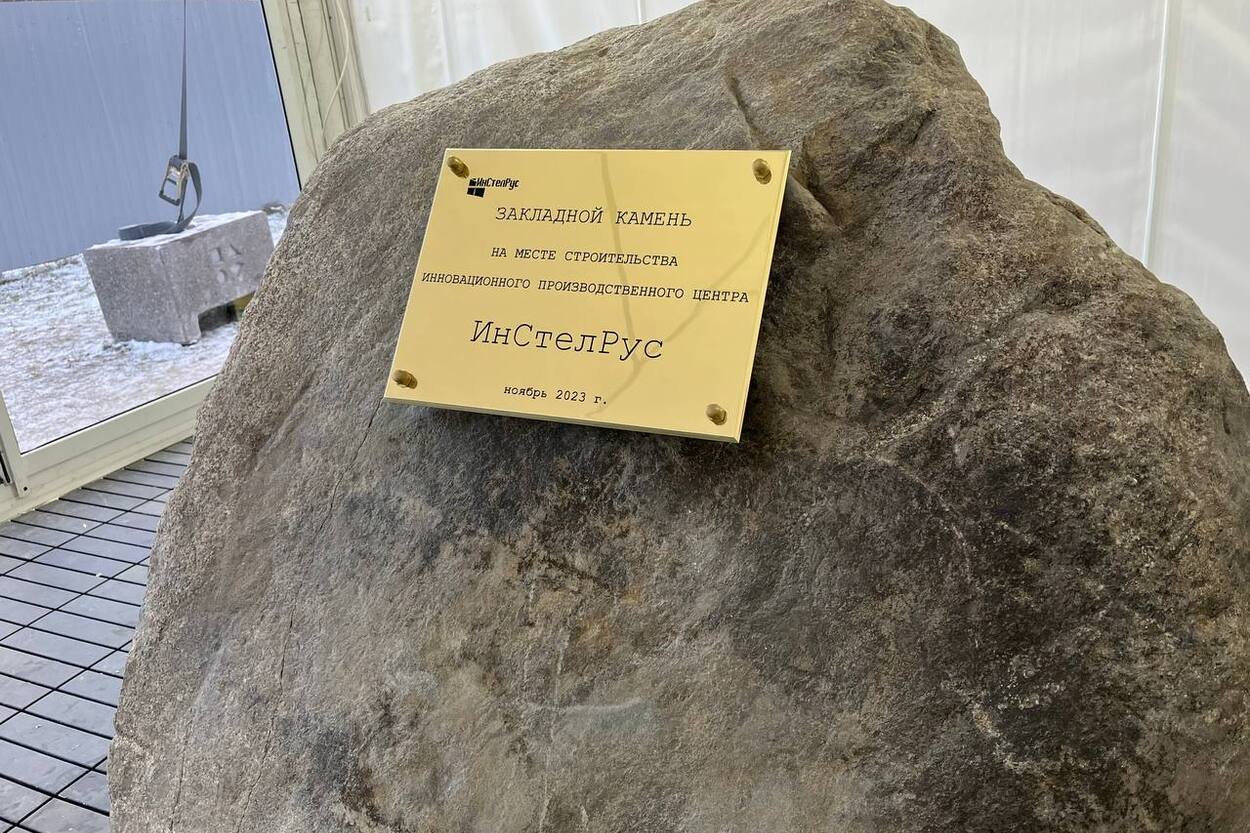 ИнСтелРус
ЗАКЛАДНОЙ КАМЕНЬ
НА МЕСТЕ СТРОИТЕЛЬСТВА
ИННОВАЦИОННОГО ПРОИЗВОДСТВЕННОГО ЦЕНТРА
ИнСтелРус
ноябрь 2023 г.